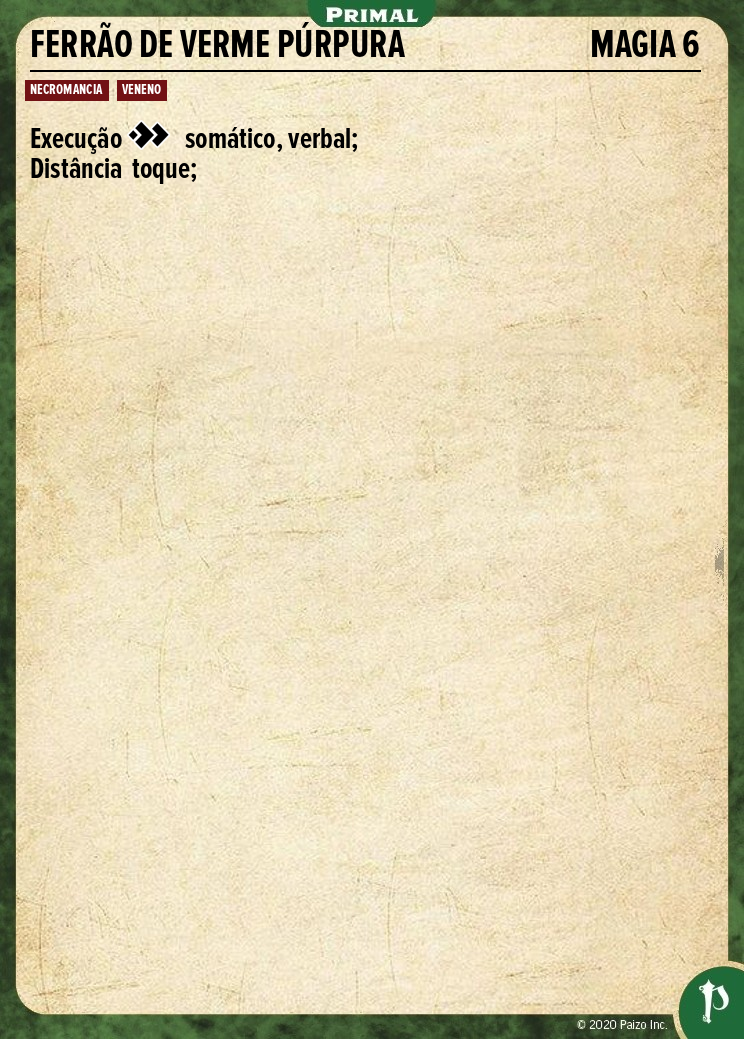 PRIMAL
FERRÃO DE VERME PÚRPURA MAGIA 6
NECROMANCIA VENENO
Execução somático, verbal;
Distância toque;
© 2020 Paizo Inc.